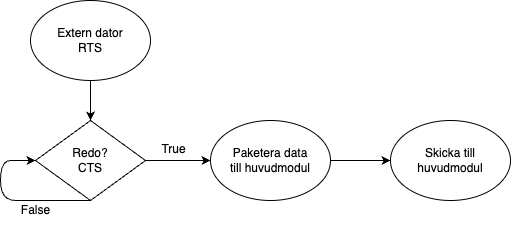 Extern dator
RTS
Redo?
CTS
True
Paketera data
till huvudmodul
Skicka till
huvudmodul
False